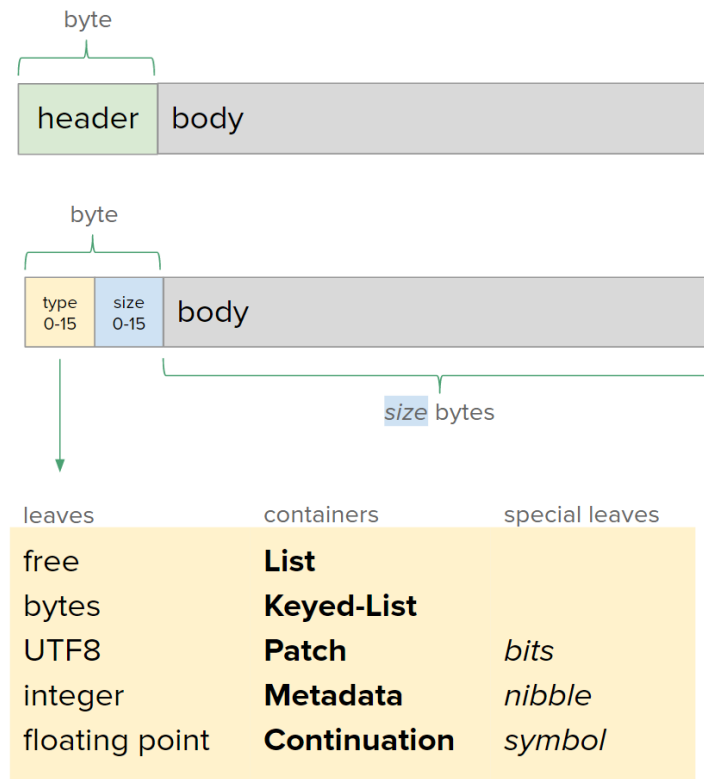 byte
header body
byte
type size body
0-15 0-15
size bytes
leaves containers special leaves
free List
bytes Keyed-List
UTF8 Patch bits
integer Metadata nibble
floating point Continuation symbol